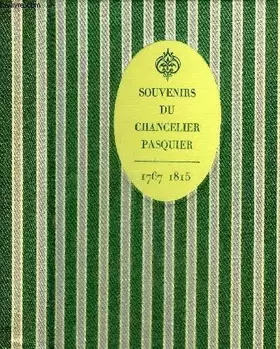 SOUVENIRS
DU
CHANCELIER
PASQUIER
1767 1815